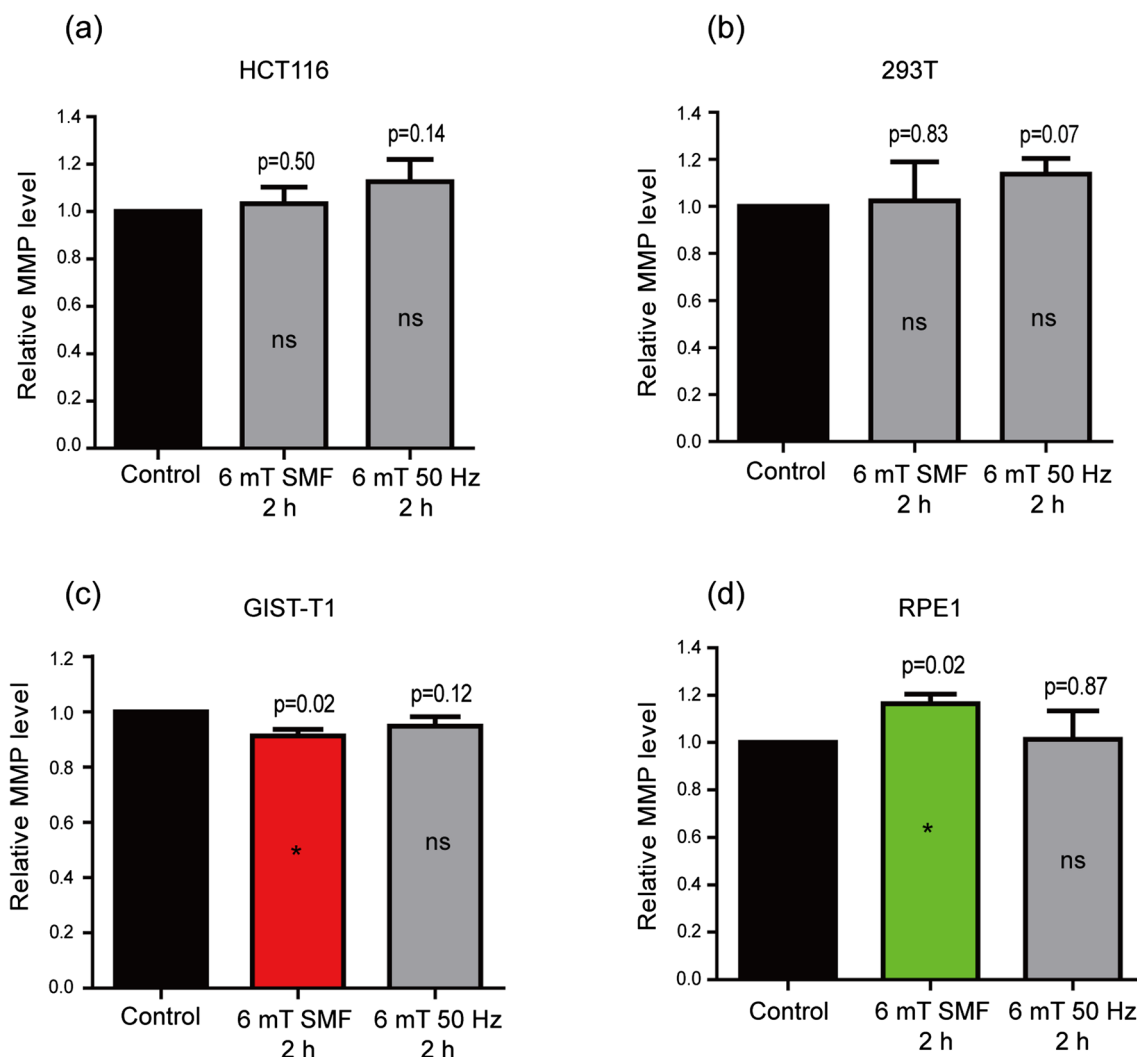 (a)
HCT116
Relative MMP level
1.4
1.2
1.0
0.8
0.6
0.4
0.2
0.0
p=0.50
p=0.14
ns
ns
Control
6 mT SMF
2 h
6 mT 50 Hz
2 h
(b)
293T
Relative MMP level
1.4
1.2
1.0
0.8
0.6
0.4
0.2
0.0
p=0.83
p=0.07
ns
ns
Control
6 mT SMF
2 h
6 mT 50 Hz
2 h
(c)
GIST-T1
Relative MMP level
1.2
1.0
0.8
0.6
0.4
0.2
0.0
p=0.02
p=0.12
*
ns
Control
6 mT SMF
2 h
6 mT 50 Hz
2 h
(d)
RPE1
Relative MMP level
1.4
1.2
1.0
0.8
0.6
0.4
0.2
0.0
p=0.02
p=0.87
*
ns
Control
6 mT SMF
2 h
6 mT 50 Hz
2 h